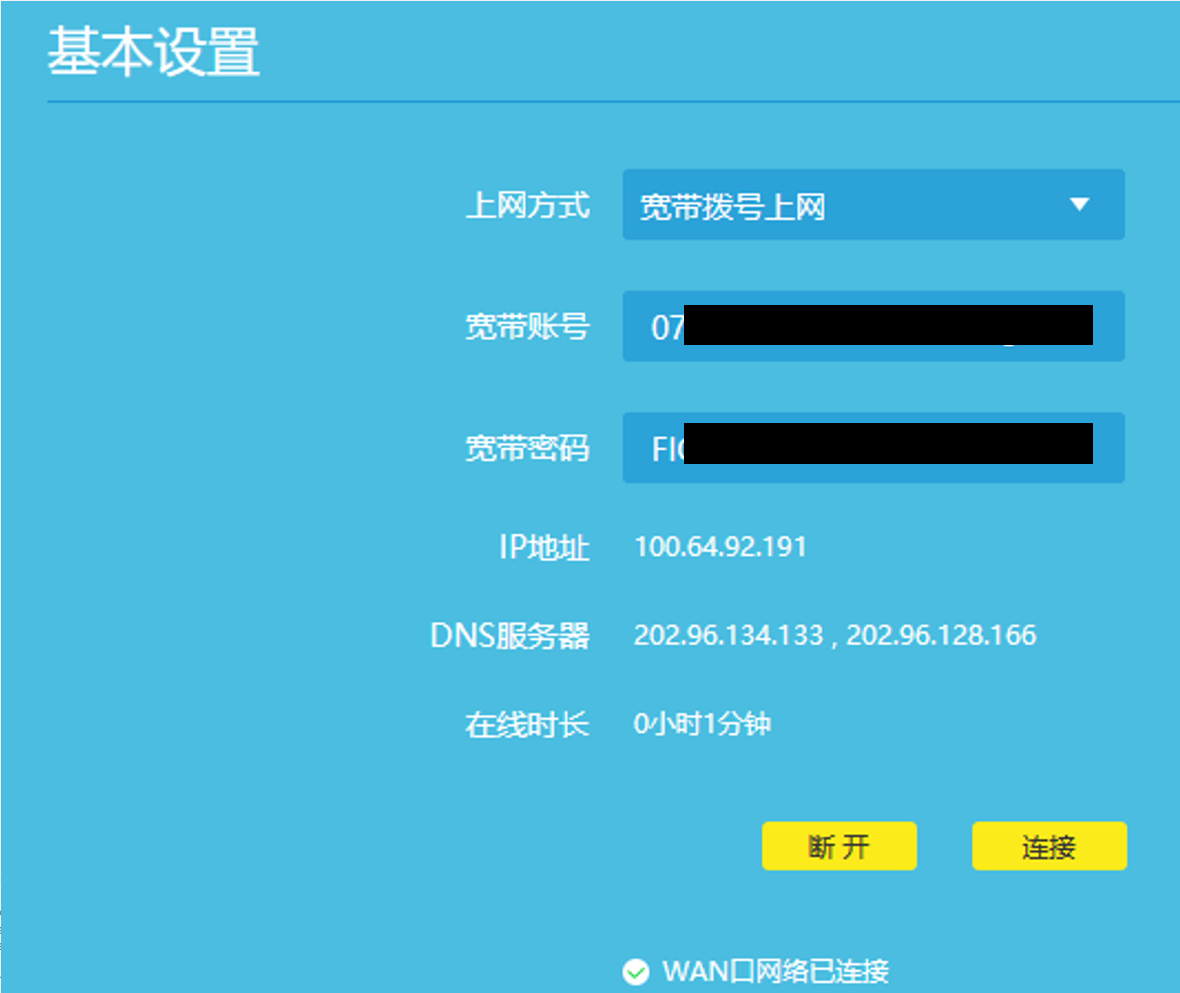 基本设置
上网方式 宽带拨号上网
宽带账号 07
宽带密码 FI
IP地址 100.64.92.191
DNS服务器 202.96.134.133 , 202.96.128.166
在线时长 0小时1分钟
断 开 连接
WAN口网络已连接